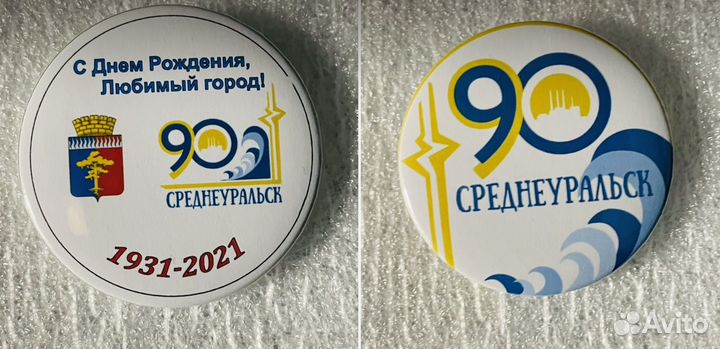 С Днем Рождения,
Любимый город!
90
СРЕДНЕУРАЛЬСК
1931-2021
90
СРЕДНЕУРАЛЬСК
Avito